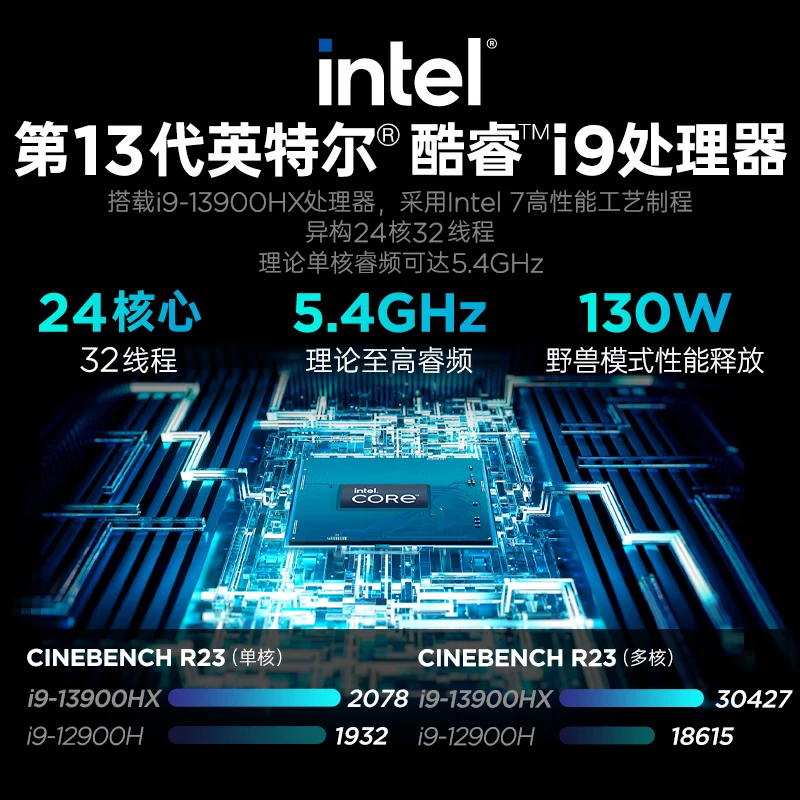 intel®
第13代英特尔®酷睿™i9处理器
搭载i9-13900HX处理器，采用Intel 7高性能工艺制程
异构24核32线程
理论单核睿频可达5.4GHz
24核心 5.4GHz 130W
32线程 理论至高睿频 野兽模式性能释放
intel.
CORE™
CINEBENCH R23（单核） CINEBENCH R23（多核）
i9-13900HX 2078 i9-13900HX 30427
i9-12900H 1932 i9-12900H 18615